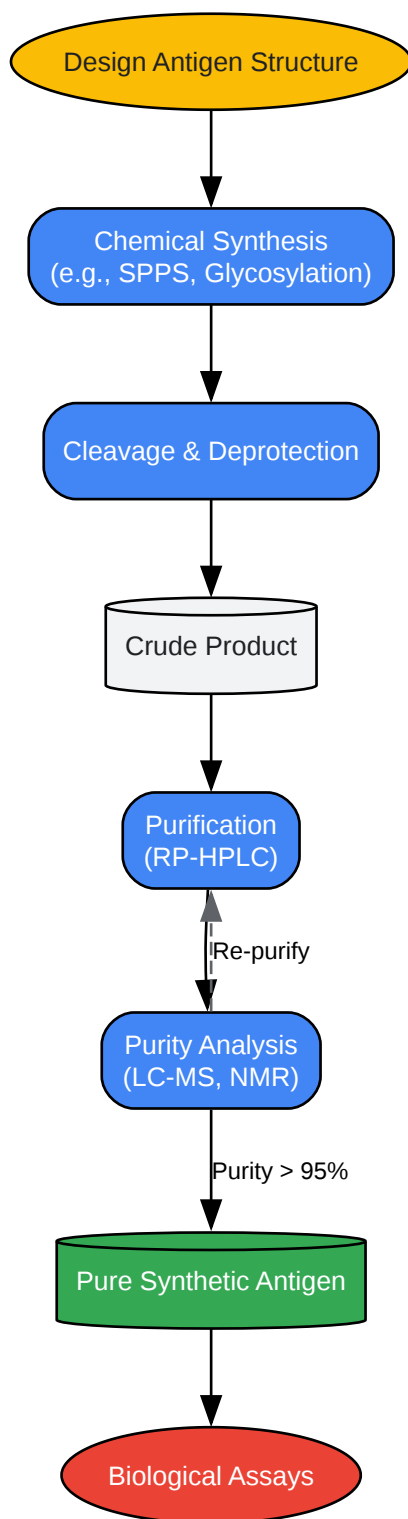 Design Antigen Structure
Chemical Synthesis
(e.g., SPPS, Glycosylation)
Cleavage & Deprotection
Crude Product
Purification
(RP-HPLC)
Re-purify
Purity Analysis
(LC-MS, NMR)
Purity > 95%
Pure Synthetic Antigen
Biological Assays